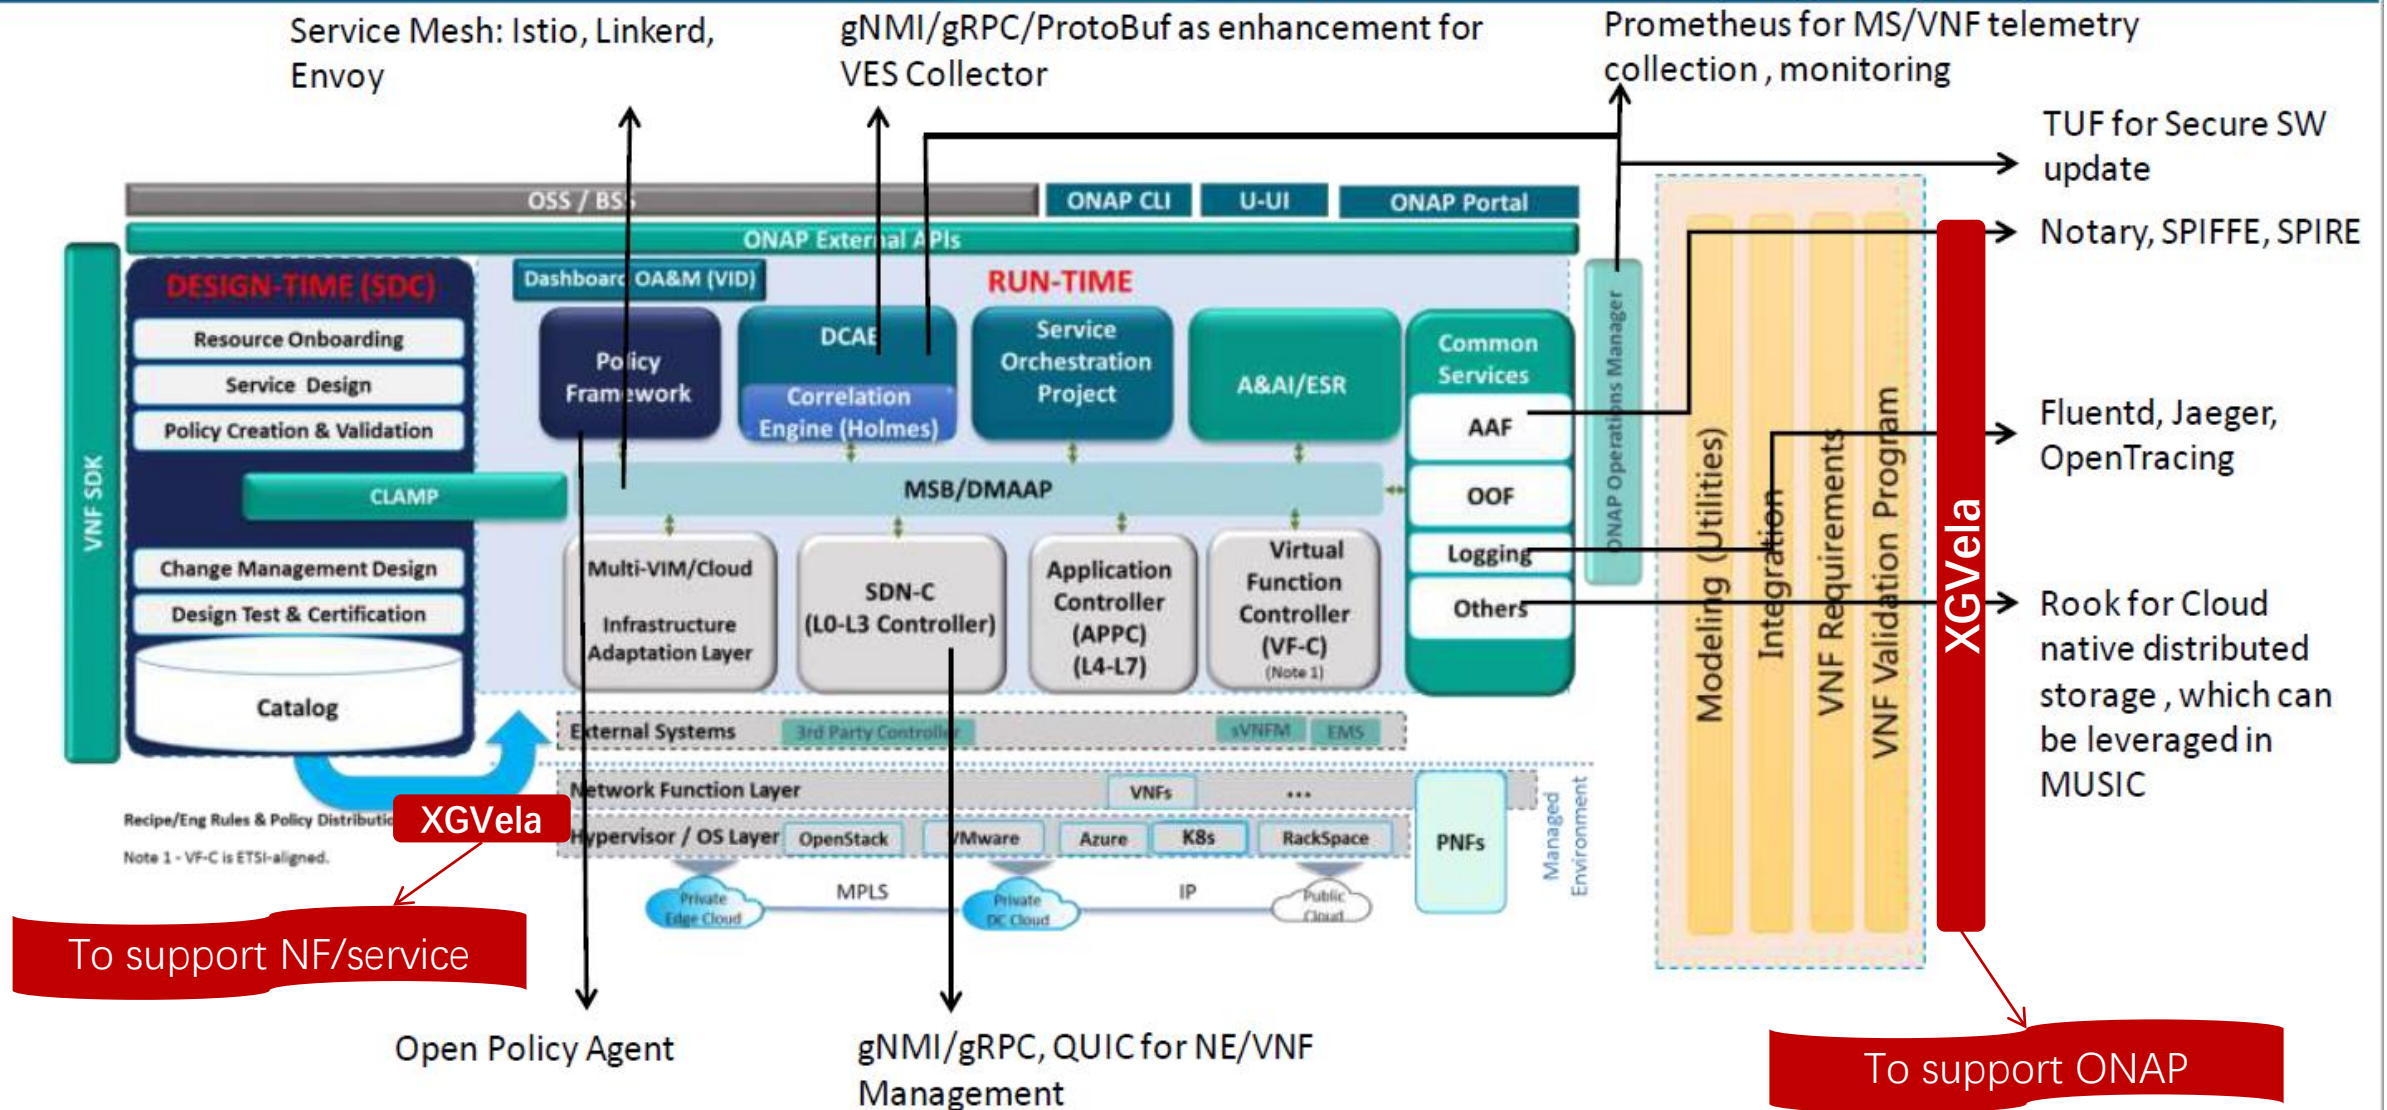 Service Mesh: Istio, Linkerd,
Envoy
gNMI/gRPC/ProtoBuf as enhancement for
VES Collector
Prometheus for MS/VNF telemetry
collection , monitoring
TUF for Secure SW
update
Notary, SPIFFE, SPIRE
Fluentd, Jaeger,
OpenTracing
Rook for Cloud
native distributed
storage , which can
be leveraged in
MUSIC
OSS / BSS
ONAP CLI
U-UI
ONAP Portal
ONAP External APIs
VNF SDK
DESIGN-TIME (SDC)
Resource Onboarding
Service Design
Policy Creation & Validation
CLAMP
Change Management Design
Design Test & Certification
Catalog
Dashboard OA&M (VID)
RUN-TIME
Policy
Framework
DCAE
Correlation
Engine (Holmes)
Service
Orchestration
Project
A&AI/ESR
Common
Services
AAF
OOF
Logging
Others
MSB/DMAAP
Multi-VIM/Cloud
Infrastructure
Adaptation Layer
SDN-C
(L0-L3 Controller)
Application
Controller
(APPC)
(L4-L7)
Virtual
Function
Controller
(VF-C)
(Note 1)
ONAP Operations Manager
Modeling (Utilities)
Integration
VNF Requirements
VNF Validation Program
XGVela
External Systems
3rd Party Controller
sVNFM
EMS
Network Function Layer
VNFs
...
Hypervisor / OS Layer
OpenStack
VMware
Azure
K8s
RackSpace
PNFs
Managed
Environment
Private
Edge Cloud
MPLS
Private
DC Cloud
IP
Public
Cloud
Recipe/Eng Rules & Policy Distributio
Note 1 - VF-C is ETSI-aligned.
XGVela
To support NF/service
Open Policy Agent
gNMI/gRPC, QUIC for NE/VNF
Management
To support ONAP